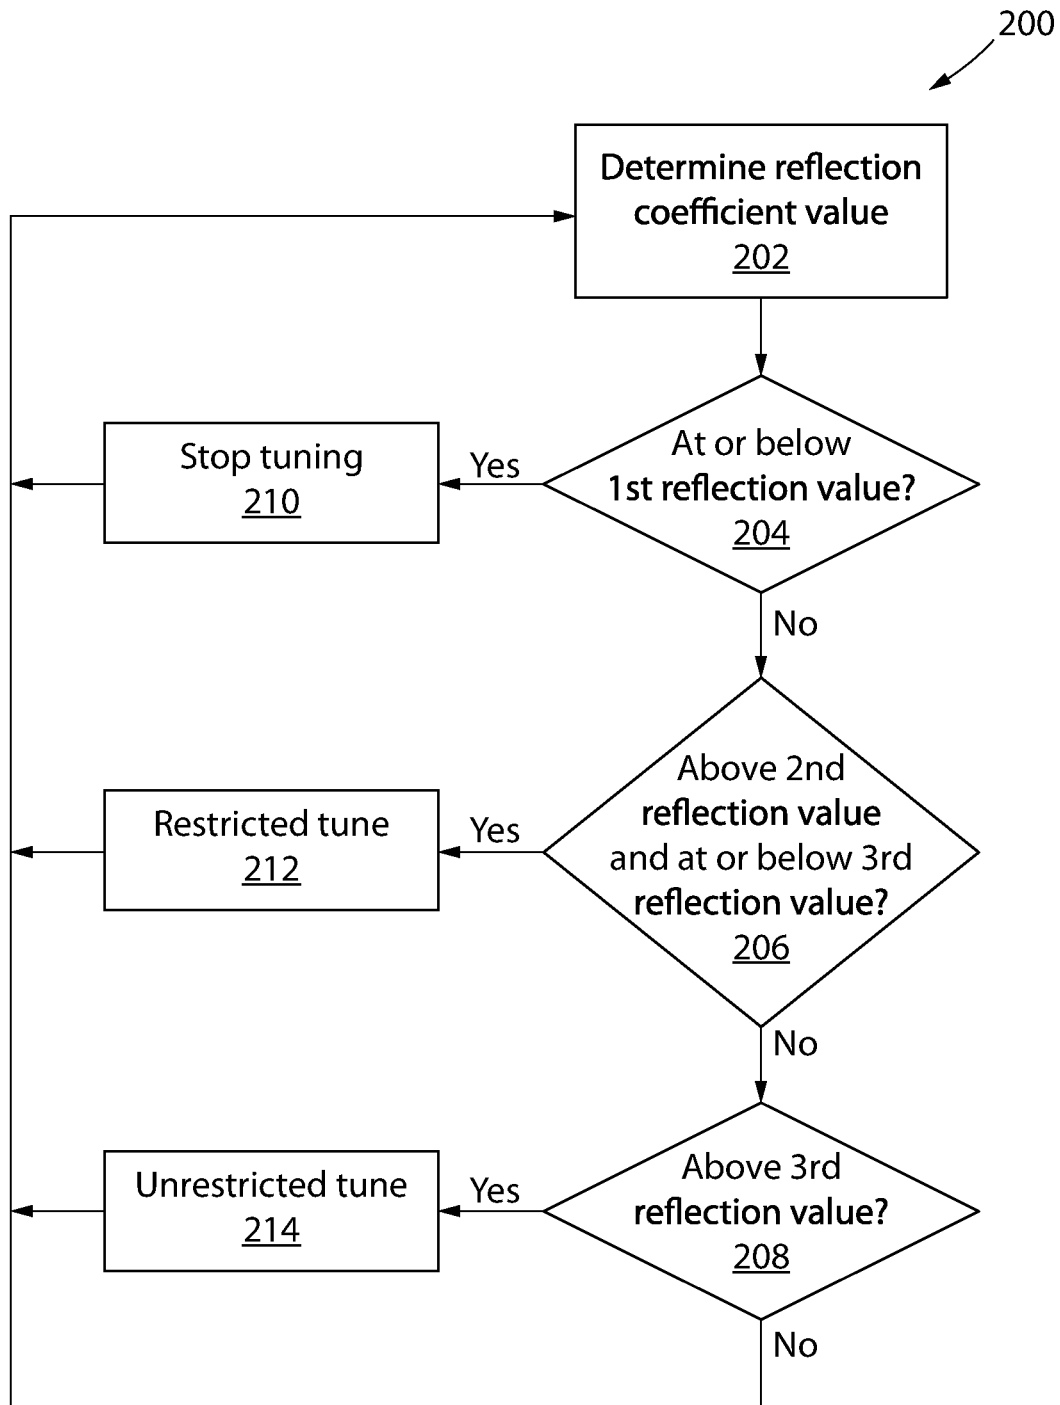 200
Determine reflection
coefficient value
202
At or below
1st reflection value?
204
Yes
Stop tuning
210
No
Above 2nd
reflection value
and at or below 3rd
reflection value?
206
Yes
Restricted tune
212
No
Above 3rd
reflection value?
208
Yes
Unrestricted tune
214
No